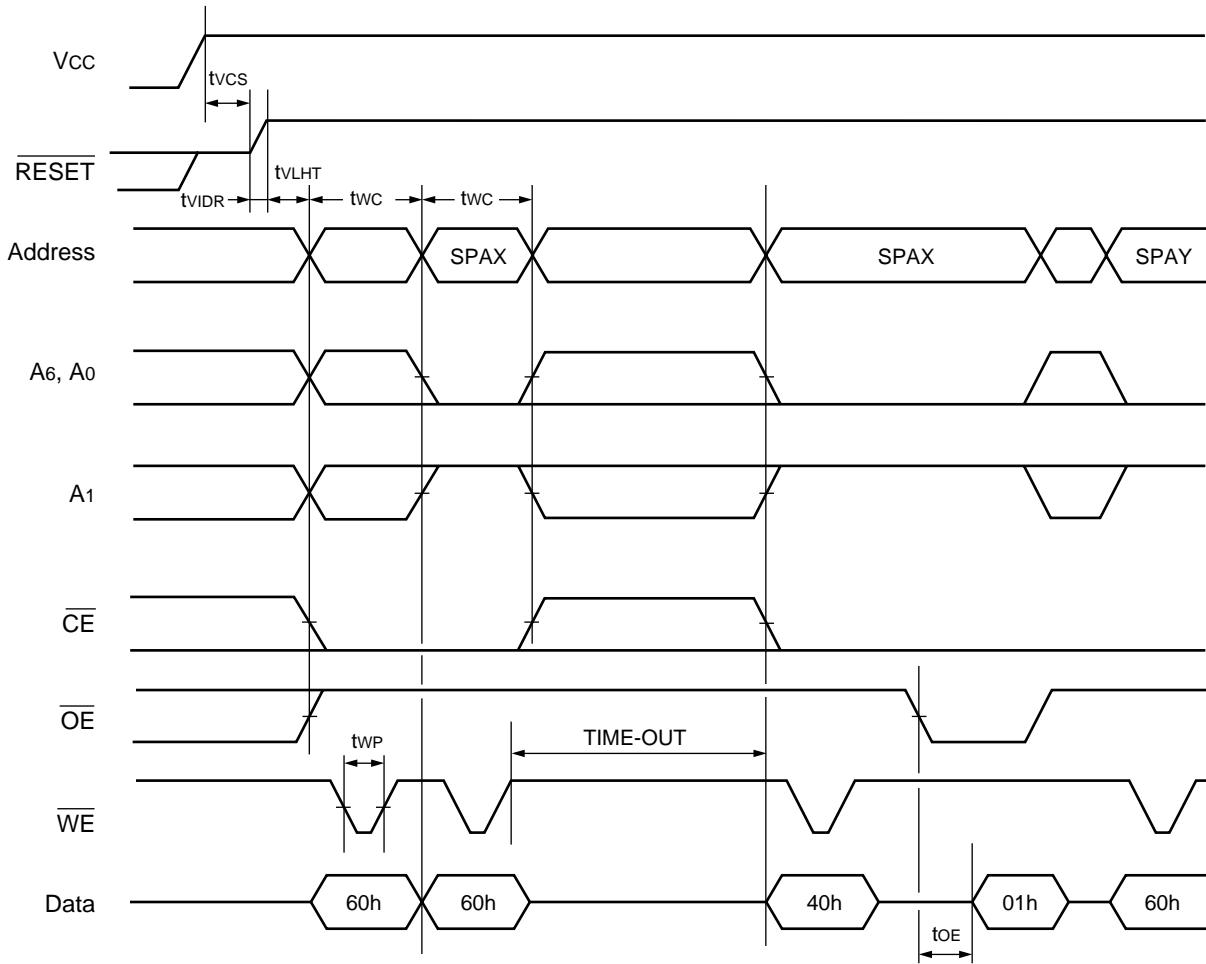 VCC
tVCS
RESET
tVLHT
tVIDR
tWC
tWC
Address
SPAX
SPAX
SPAY
A6, A0
A1
CE
OE
TIME-OUT
tWP
WE
Data
60h
60h
40h
01h
60h
tOE